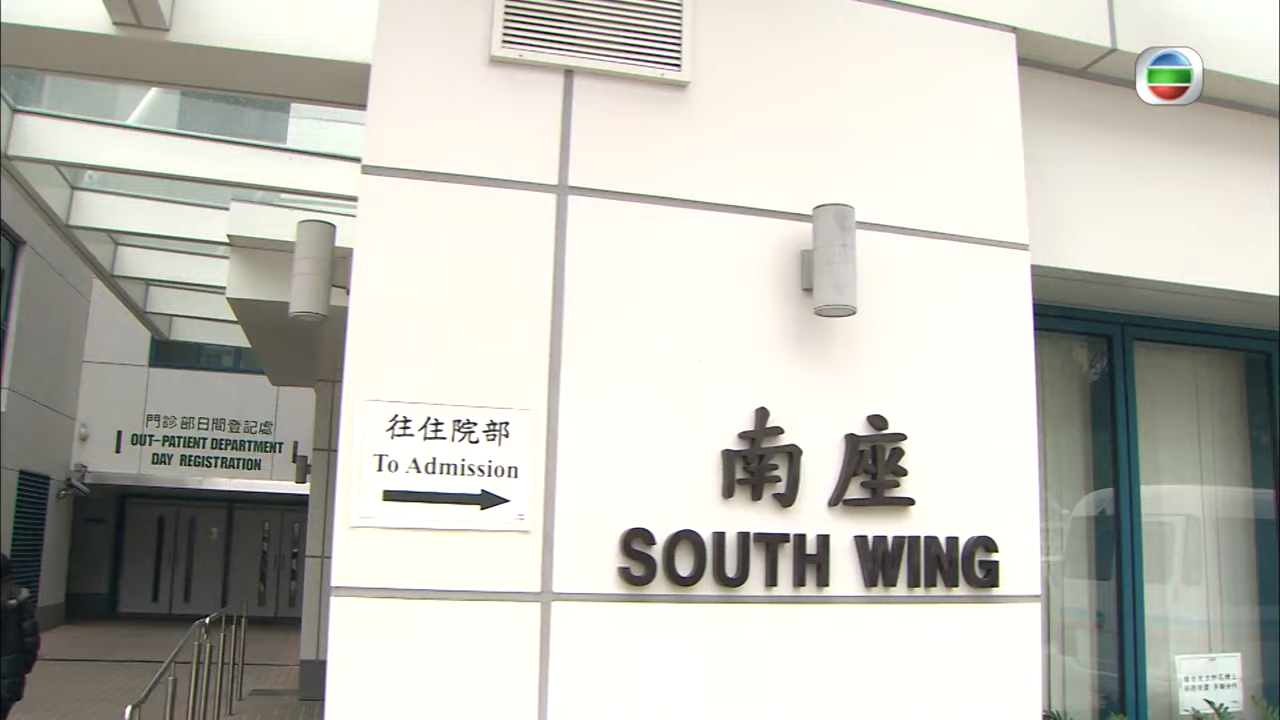 門診部日間登記處
OUT-PATIENT DEPARTMENT
DAY REGISTRATION
往住院部
To Admission
南座
SOUTH WING